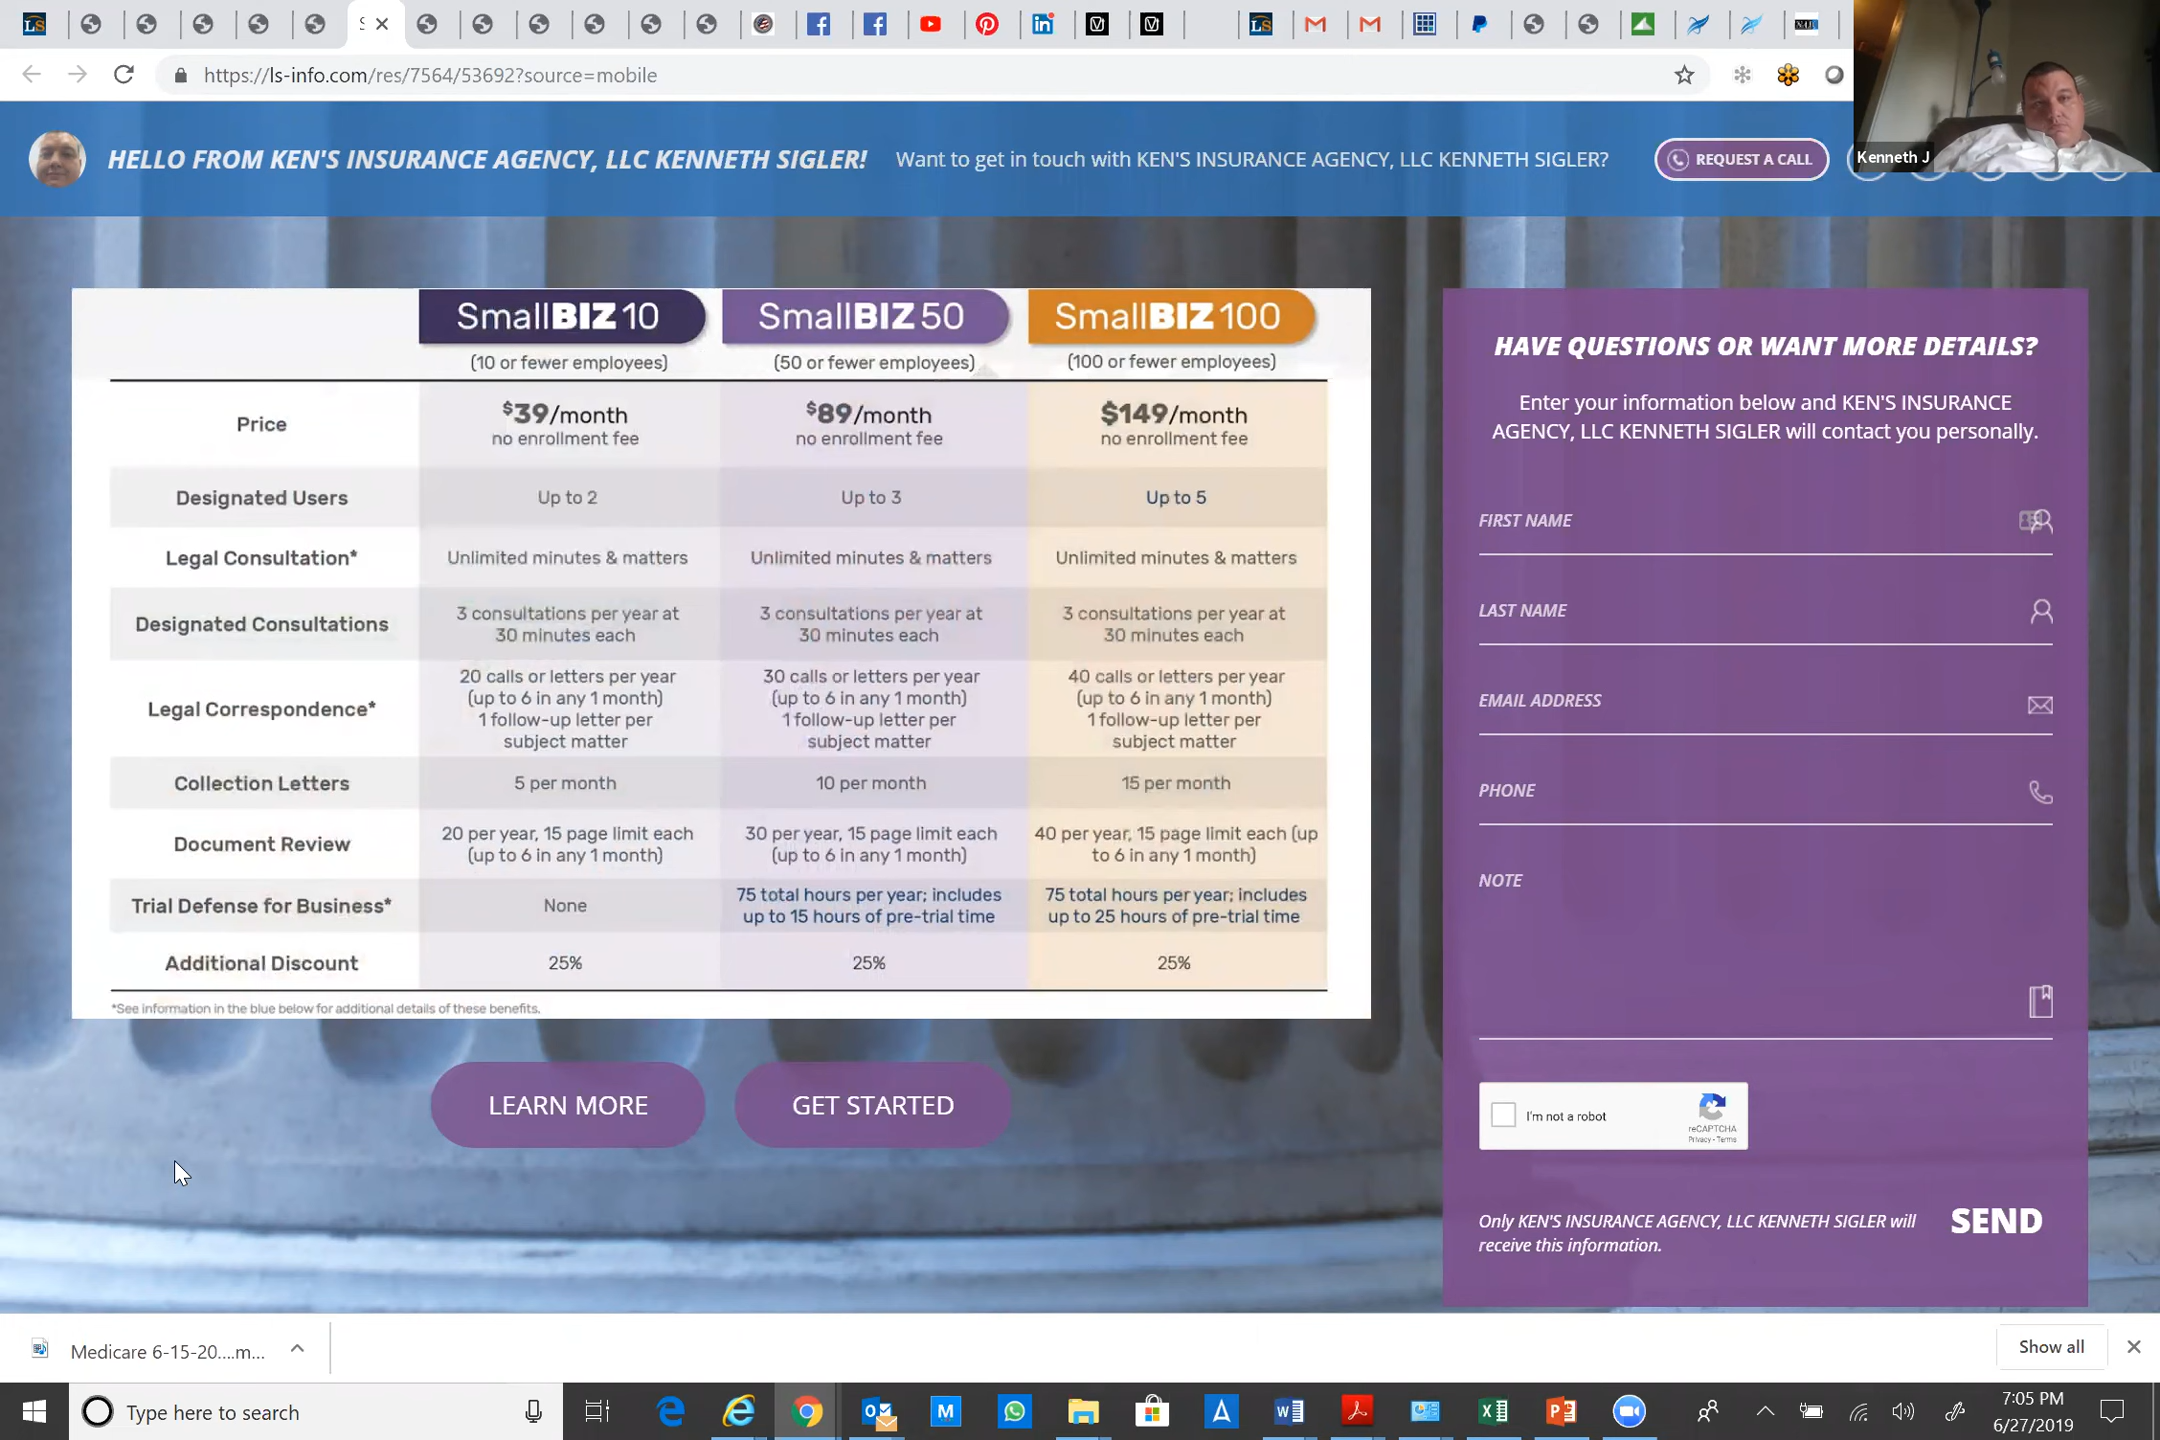 https://ls-info.com/res/7564/53692?source=mobile
HELLO FROM KEN'S INSURANCE AGENCY, LLC KENNETH SIGLER!
Want to get in touch with KEN'S INSURANCE AGENCY, LLC KENNETH SIGLER?
REQUEST A CALL
Kenneth J
SmallBIZ 10
SmallBIZ 50
SmallBIZ 100
(10 or fewer employees)
(50 or fewer employees)
(100 or fewer employees)
Price
$39/month
no enrollment fee
$89/month
no enrollment fee
$149/month
no enrollment fee
Designated Users
Up to 2
Up to 3
Up to 5
Legal Consultation*
Unlimited minutes & matters
Unlimited minutes & matters
Unlimited minutes & matters
Designated Consultations
3 consultations per year at
30 minutes each
3 consultations per year at
30 minutes each
3 consultations per year at
30 minutes each
Legal Correspondence*
20 calls or letters per year
(up to 6 in any 1 month)
1 follow-up letter per
subject matter
30 calls or letters per year
(up to 6 in any 1 month)
1 follow-up letter per
subject matter
40 calls or letters per year
(up to 6 in any 1 month)
1 follow-up letter per
subject matter
Collection Letters
5 per month
10 per month
15 per month
Document Review
20 per year, 15 page limit each
(up to 6 in any 1 month)
30 per year, 15 page limit each
(up to 6 in any 1 month)
40 per year, 15 page limit each (up
to 6 in any 1 month)
Trial Defense for Business*
None
75 total hours per year; includes
up to 15 hours of pre-trial time
75 total hours per year; includes
up to 25 hours of pre-trial time
Additional Discount
25%
25%
25%
*See information in the blue below for additional details of these benefits.
LEARN MORE
GET STARTED
HAVE QUESTIONS OR WANT MORE DETAILS?
Enter your information below and KEN'S INSURANCE
AGENCY, LLC KENNETH SIGLER will contact you personally.
FIRST NAME
LAST NAME
EMAIL ADDRESS
PHONE
NOTE
I'm not a robot
reCAPTCHA
Privacy - Terms
Only KEN'S INSURANCE AGENCY, LLC KENNETH SIGLER will
receive this information.
SEND
Medicare 6-15-20....m...
Show all
Type here to search
7:05 PM
6/27/2019